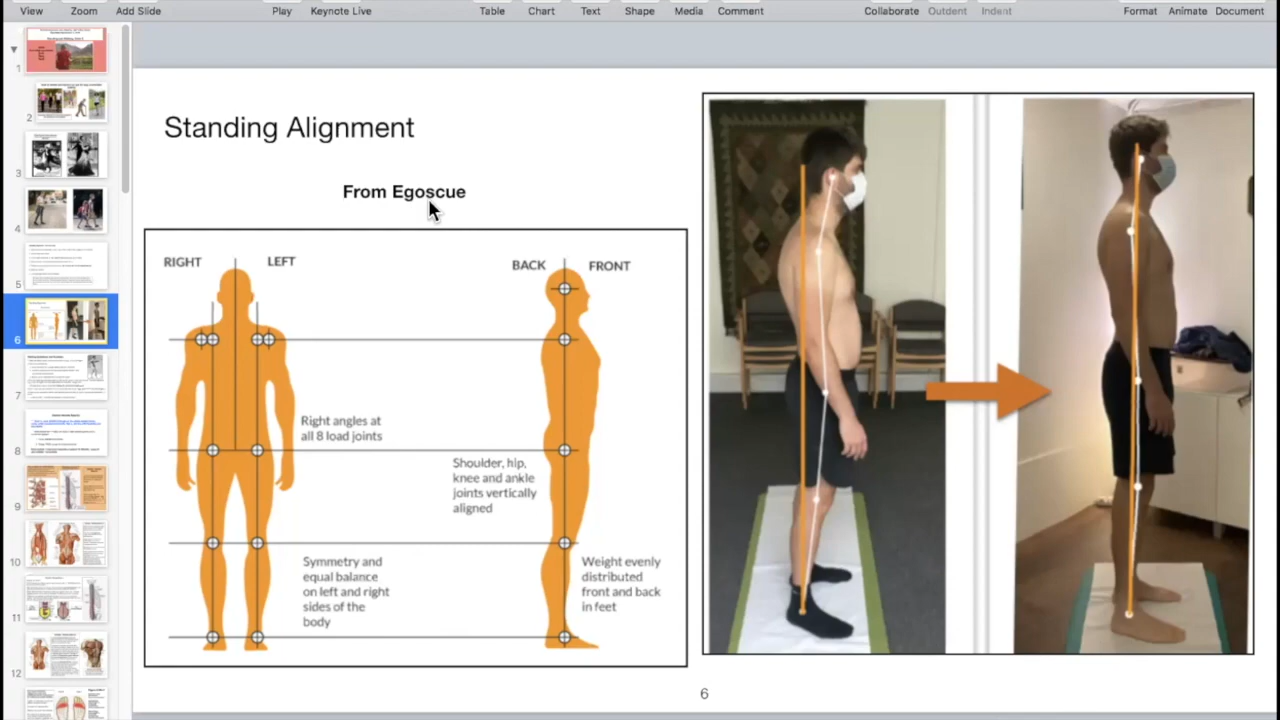 View Zoom Add Slide Play Keynote Live Table Chart Text Shape Media Comment Collaborate Outdent Indent Format Animate Document
1
2
3
4
5
6
7
8
9
10
11
12
Standing Alignment
From Egoscue
RIGHT LEFT BACK FRONT
Right angles at
all 8 load joints
Shoulder, hip,
knee and ankle
joints vertically
aligned
Symmetry and
equal balance
on left and right
sides of the
body
Weight evenly
distributed
front and back
in feet
6